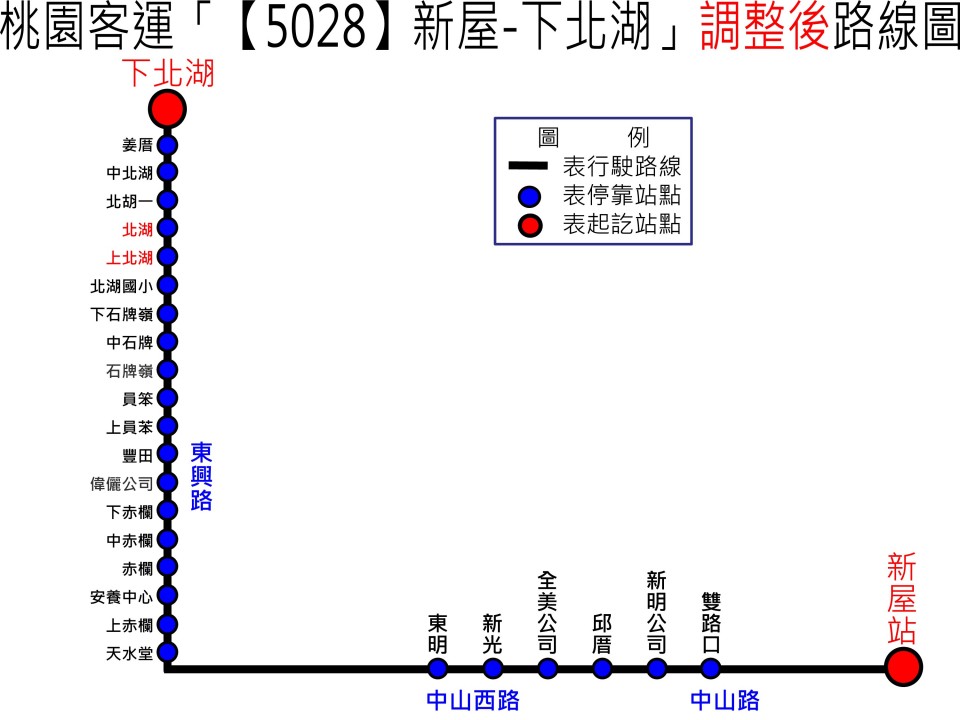 桃園客運「【5028】新屋-下北湖」調整後路線圖
下北湖
圖 例
表行駛路線
表停靠站點
表起訖站點
姜厝
中北湖
北胡一
北湖
上北湖
北湖國小
下石牌嶺
中石牌
石牌嶺
員笨
上員苯
豐田
偉儷公司
下赤欄
中赤欄
赤欄
安養中心
上赤欄
天水堂
東興路
東明
新光
全美公司
邱厝
新明公司
雙路口
新屋站
中山西路
中山路